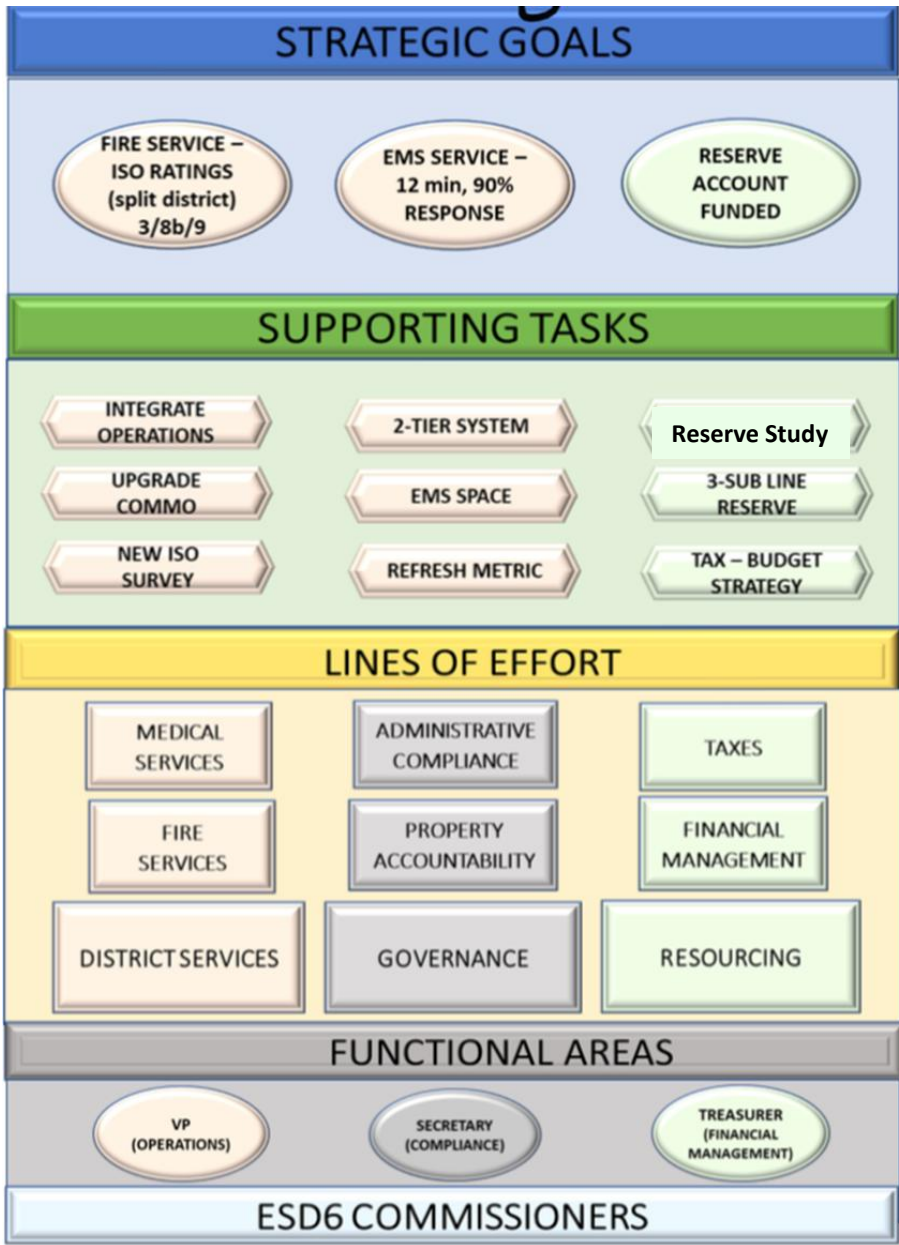 STRATEGIC GOALS
FIRE SERVICE –
ISO RATINGS
(split district)
3/8b/9
EMS SERVICE –
12 min, 90%
RESPONSE
RESERVE
ACCOUNT
FUNDED
SUPPORTING TASKS
INTEGRATE
OPERATIONS
2-TIER SYSTEM
Reserve Study
UPGRADE
COMMO
EMS SPACE
3-SUB LINE
RESERVE
NEW ISO
SURVEY
REFRESH METRIC
TAX – BUDGET
STRATEGY
LINES OF EFFORT
MEDICAL
SERVICES
ADMINISTRATIVE
COMPLIANCE
TAXES
FIRE
SERVICES
PROPERTY
ACCOUNTABILITY
FINANCIAL
MANAGEMENT
DISTRICT SERVICES
GOVERNANCE
RESOURCING
FUNCTIONAL AREAS
VP
(OPERATIONS)
SECRETARY
(COMPLIANCE)
TREASURER
(FINANCIAL
MANAGEMENT)
ESD6 COMMISSIONERS